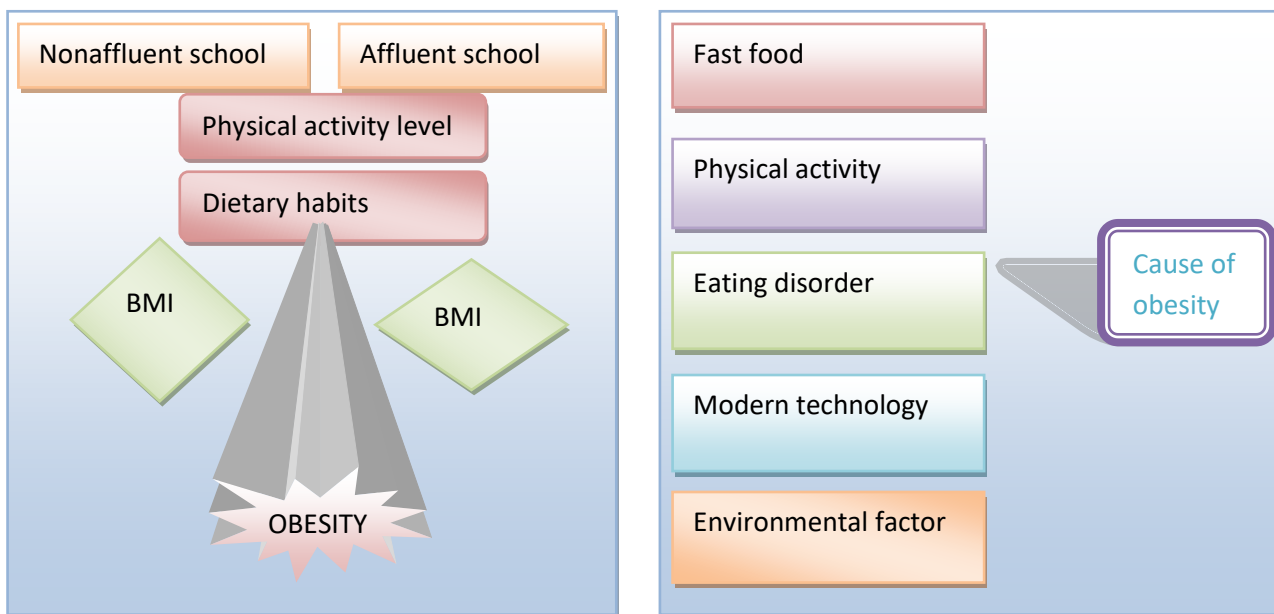 Nonaffluent school
Affluent school
Physical activity level
Dietary habits
BMI
BMI
OBESITY
Fast food
Physical activity
Eating disorder
Modern technology
Environmental factor
Cause of
obesity